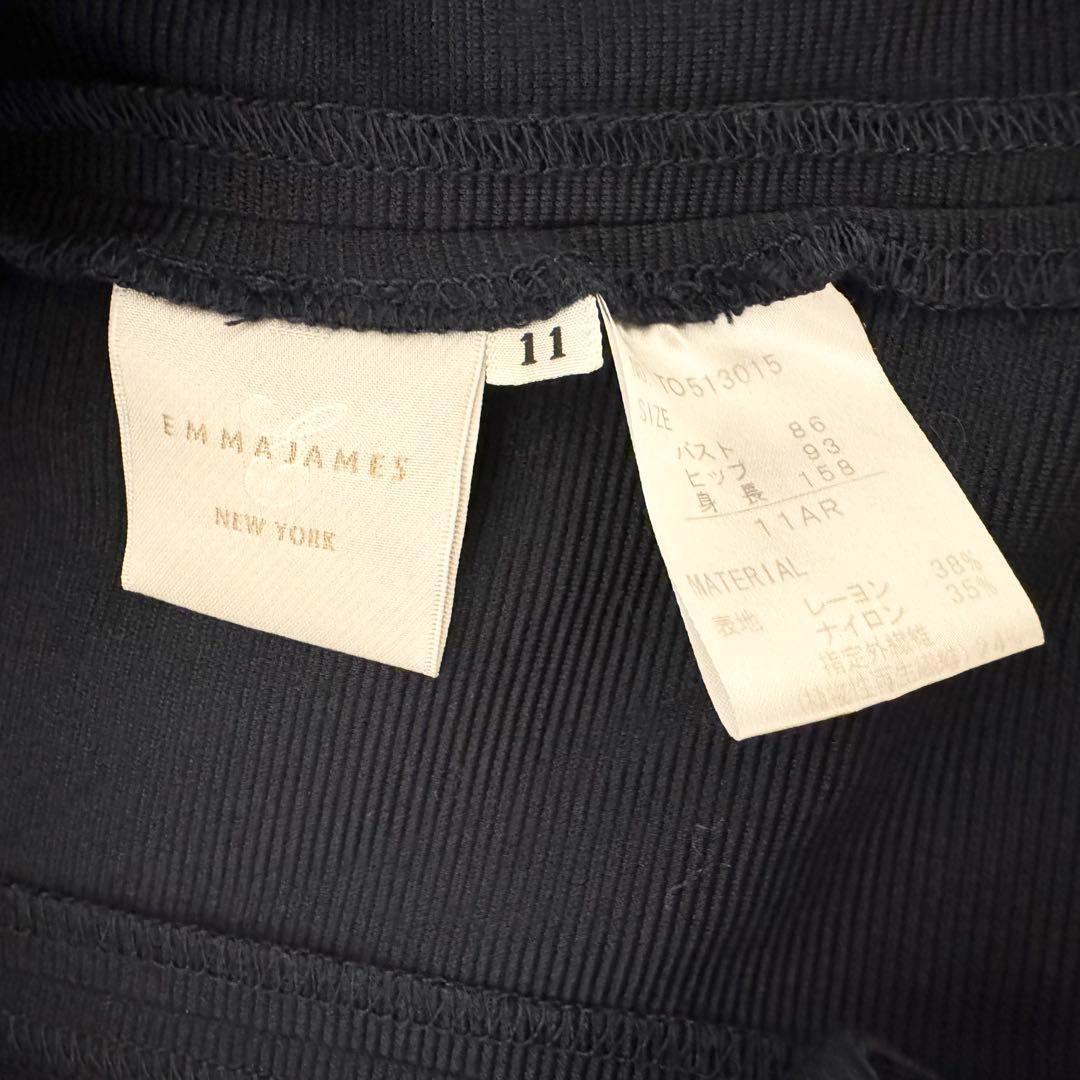 EMMAJAMES
NEW YORK
11
TO513015
SIZE
バスト 86
ヒップ 93
身長 158
11AR
MATERIAL
表地 レーヨン 38%
ナイロン 35%
指定外繊維